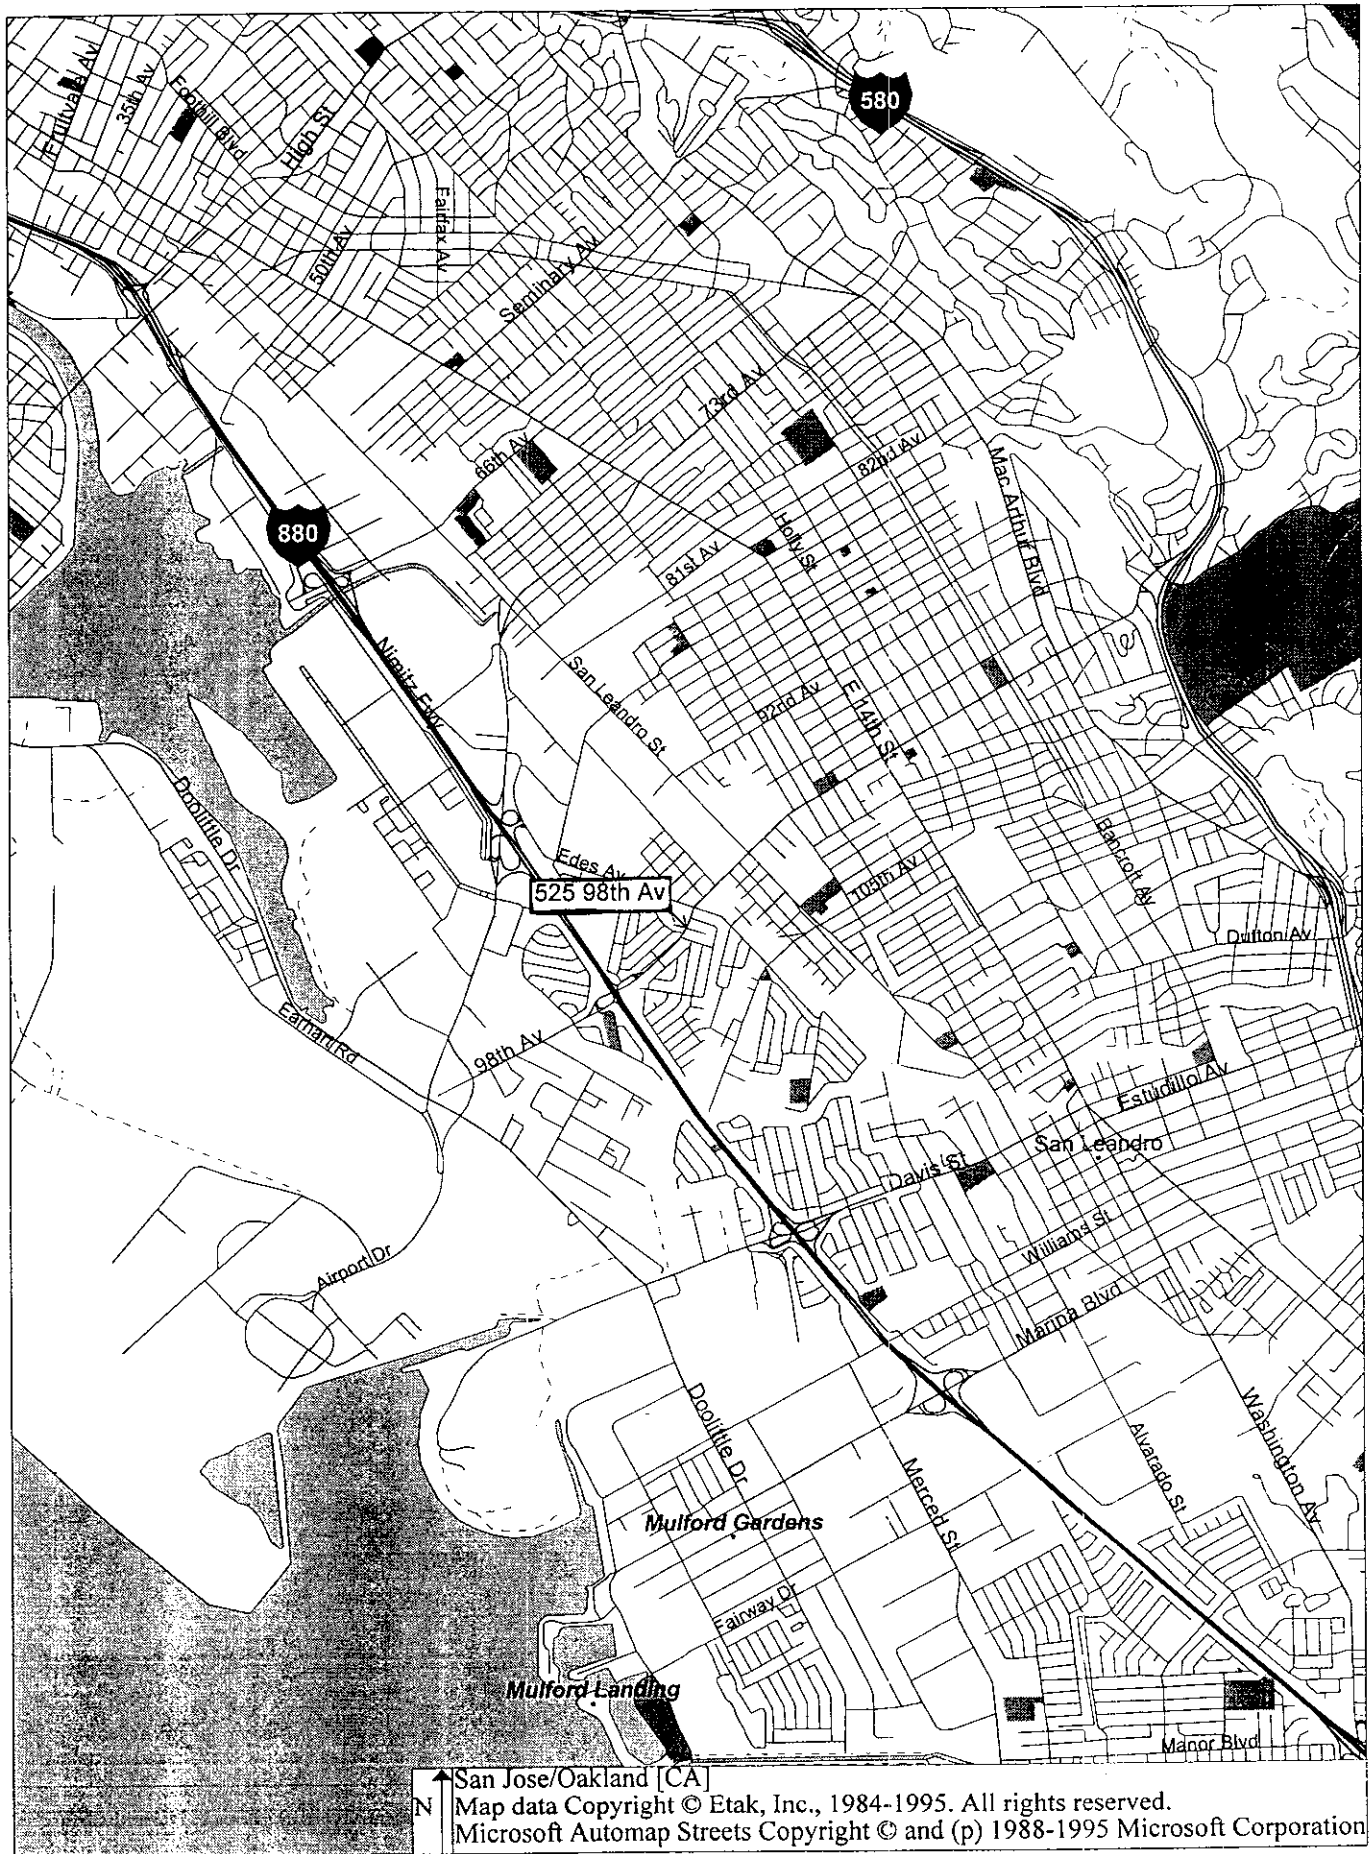 580
Fruitvale Av
35th Av
Foothill Blvd
High St
Fairfax Av
50th Av
Seminary Av
73rd Av
66th Av
82nd Av
Mac Arthur Blvd
880
Holly St
81st Av
Nimitz Fwy
San Leandro St
92nd Av
E 14th St
Doolittle Dr
Bancroft Av
Edes Av
525 98th Av
105th Av
Dutton Av
Earhart Rd
98th Av
Estudillo Av
San Leandro
Davis St
Williams St
Airport Dr
Marina Blvd
Doolittle Dr
Washington Av
Alvarado St
Merced St
Mulford Gardens
Fairway Dr
Mulford Landing
Manor Blvd
N
San Jose/Oakland [CA]
Map data Copyright © Etak, Inc., 1984-1995. All rights reserved.
Microsoft Automap Streets Copyright © and (p) 1988-1995 Microsoft Corporation